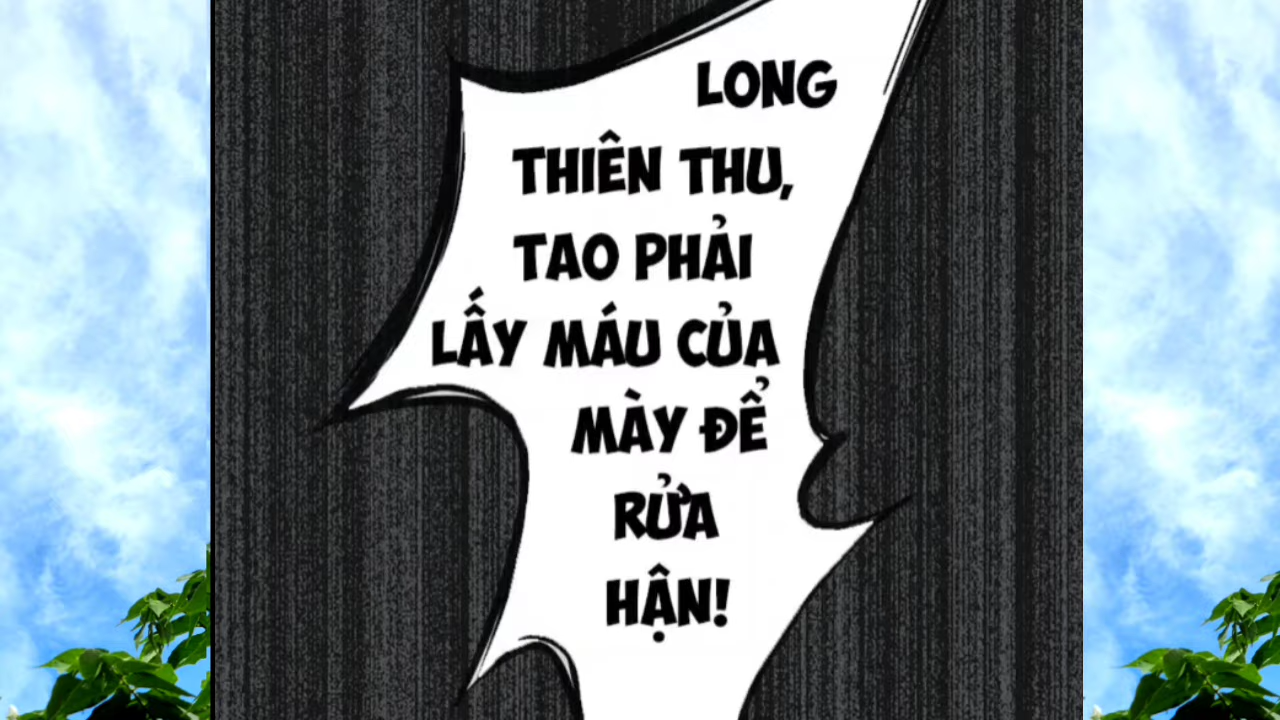 LONG
THIÊN THU,
TAO PHẢI
LẤY MÁU CỦA
MÀY ĐỂ
RỬA
HẬN!